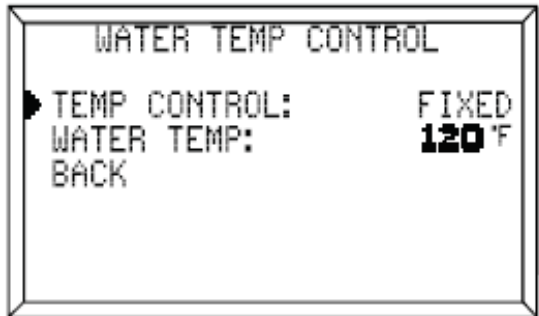 WATER TEMP CONTROL
TEMP CONTROL: FIXED
WATER TEMP: 120°F
BACK